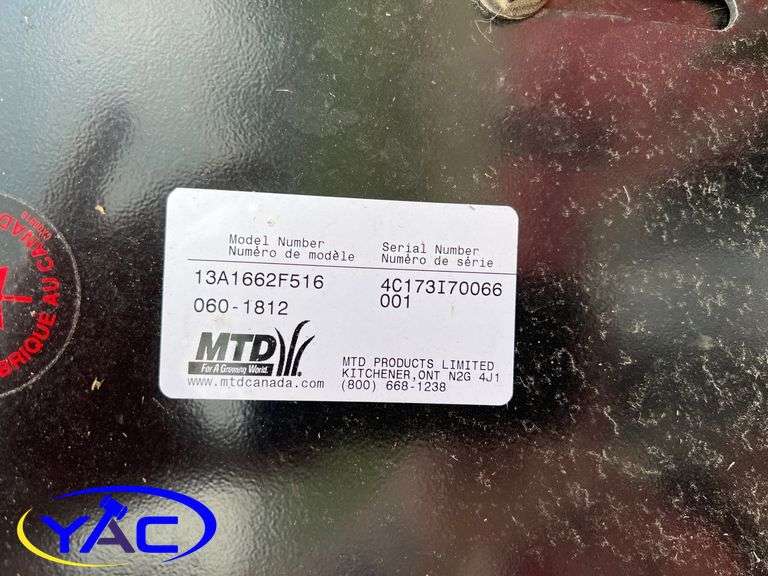 Model Number
Numéro de modèle
Serial Number
Numéro de série
13A1662F516
4C173I70066
060-1812
001
MTD
For A Growing World.
www.mtdcanada.com
MTD PRODUCTS LIMITED
KITCHENER,ONT N2G 4J1
(800) 668-1238
BRIQUE AU CANAD
YAC